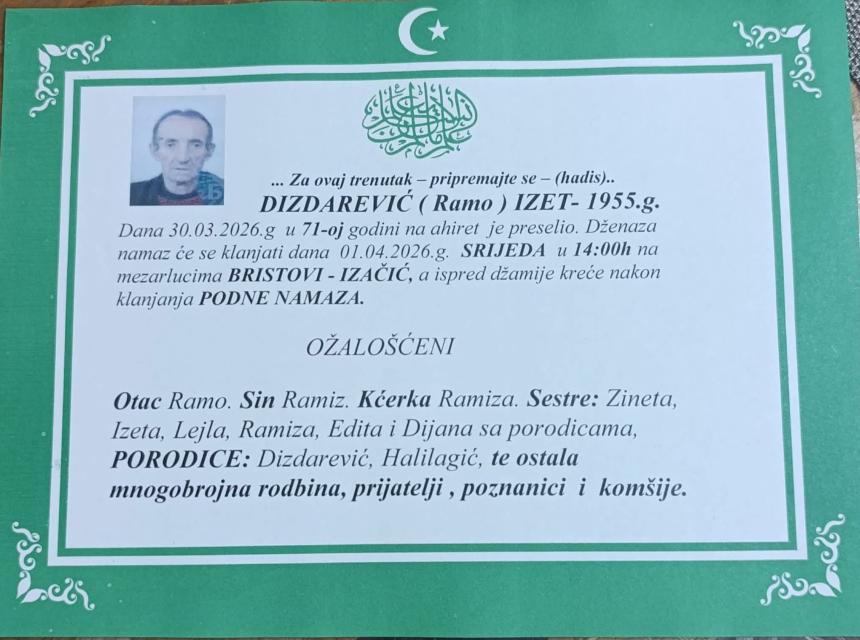 ... Za ovaj trenutak – pripremajte se – (hadis)..
DIZDAREVIĆ ( Ramo ) IZET- 1955.g.
Dana 30.03.2026.g u 71-oj godini na ahiret je preselio. Dženaza
namaz će se klanjati dana 01.04.2026.g. SRIJEDA u 14:00h na
mezarlucima BRISTOVI - IZAČIĆ, a ispred džamije kreće nakon
klanjanja PODNE NAMAZA.
OŽALOŠĆENI
Otac Ramo. Sin Ramiz. Kćerka Ramiza. Sestre: Zineta,
Izeta, Lejla, Ramiza, Edita i Dijana sa porodicama,
PORODICE: Dizdarević, Halilagić, te ostala
mnogobrojna rodbina, prijatelji , poznanici i komšije.